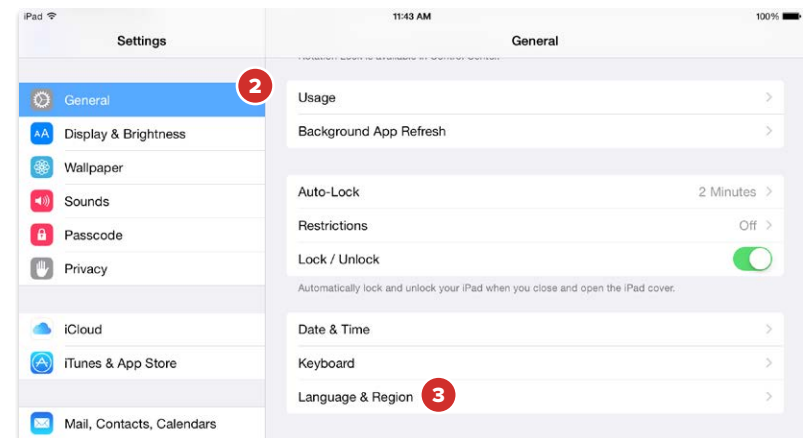 iPad 11:43 AM 100%
Settings
General
General
Display & Brightness
Wallpaper
Sounds
Passcode
Privacy
iCloud
iTunes & App Store
Mail, Contacts, Calendars
2
Usage
Background App Refresh
Auto-Lock 2 Minutes
Restrictions Off
Lock / Unlock
Automatically lock and unlock your iPad when you close and open the iPad cover.
Date & Time
Keyboard
Language & Region 3